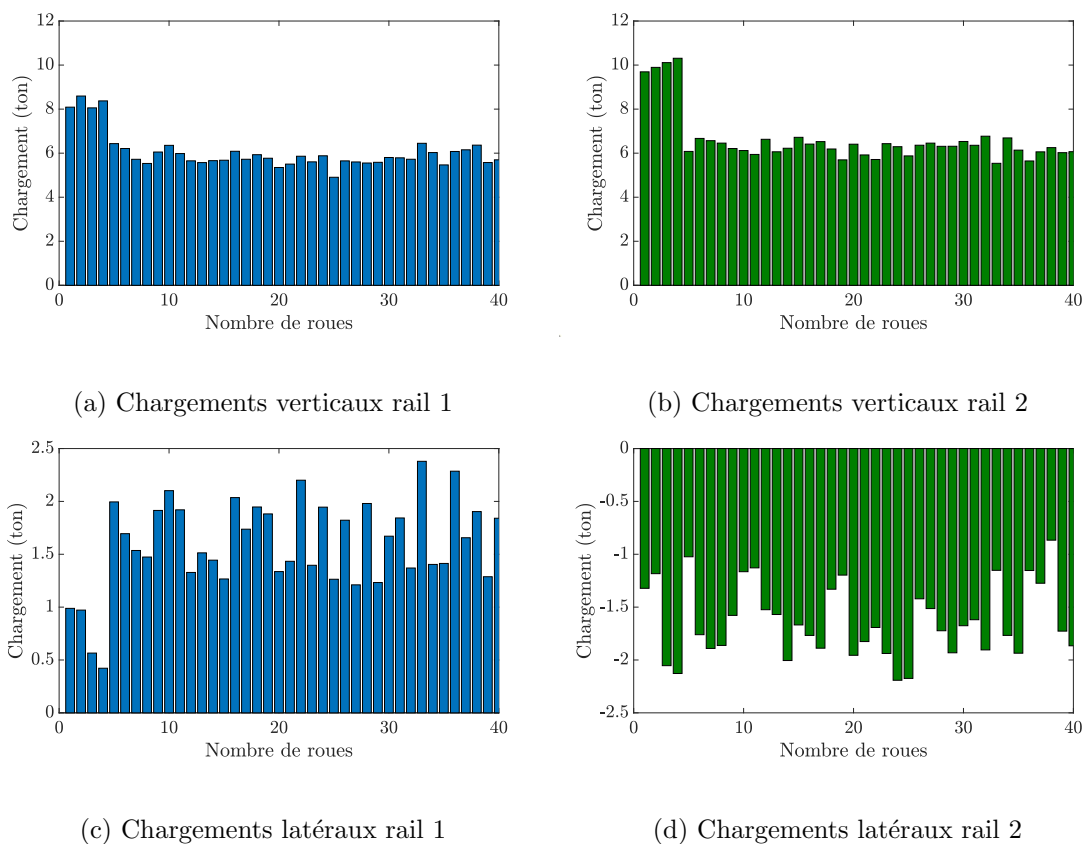 12
10
8
6
4
2
0
Chargement (ton)
0 10 20 30 40
Nombre de roues
(a) Chargements verticaux rail 1
12
10
8
6
4
2
0
Chargement (ton)
0 10 20 30 40
Nombre de roues
(b) Chargements verticaux rail 2
2.5
2
1.5
1
0.5
0
Chargement (ton)
0 10 20 30 40
Nombre de roues
(c) Chargements latéraux rail 1
0
-0.5
-1
-1.5
-2
-2.5
Chargement (ton)
0 10 20 30 40
Nombre de roues
(d) Chargements latéraux rail 2